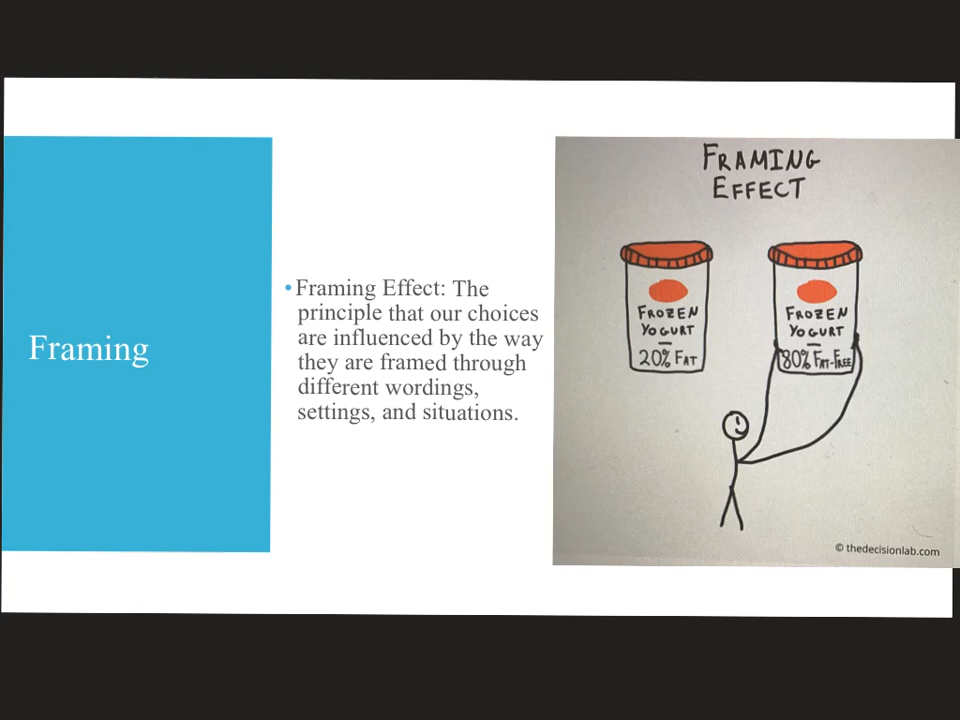 Framing
•Framing Effect: The
principle that our choices
are influenced by the way
they are framed through
different wordings,
settings, and situations.
FRAMING
EFFECT
FROZEN
YOGURT
20% FAT
FROZEN
YOGURT
80% FAT-FREE
© thedecisionlab.com